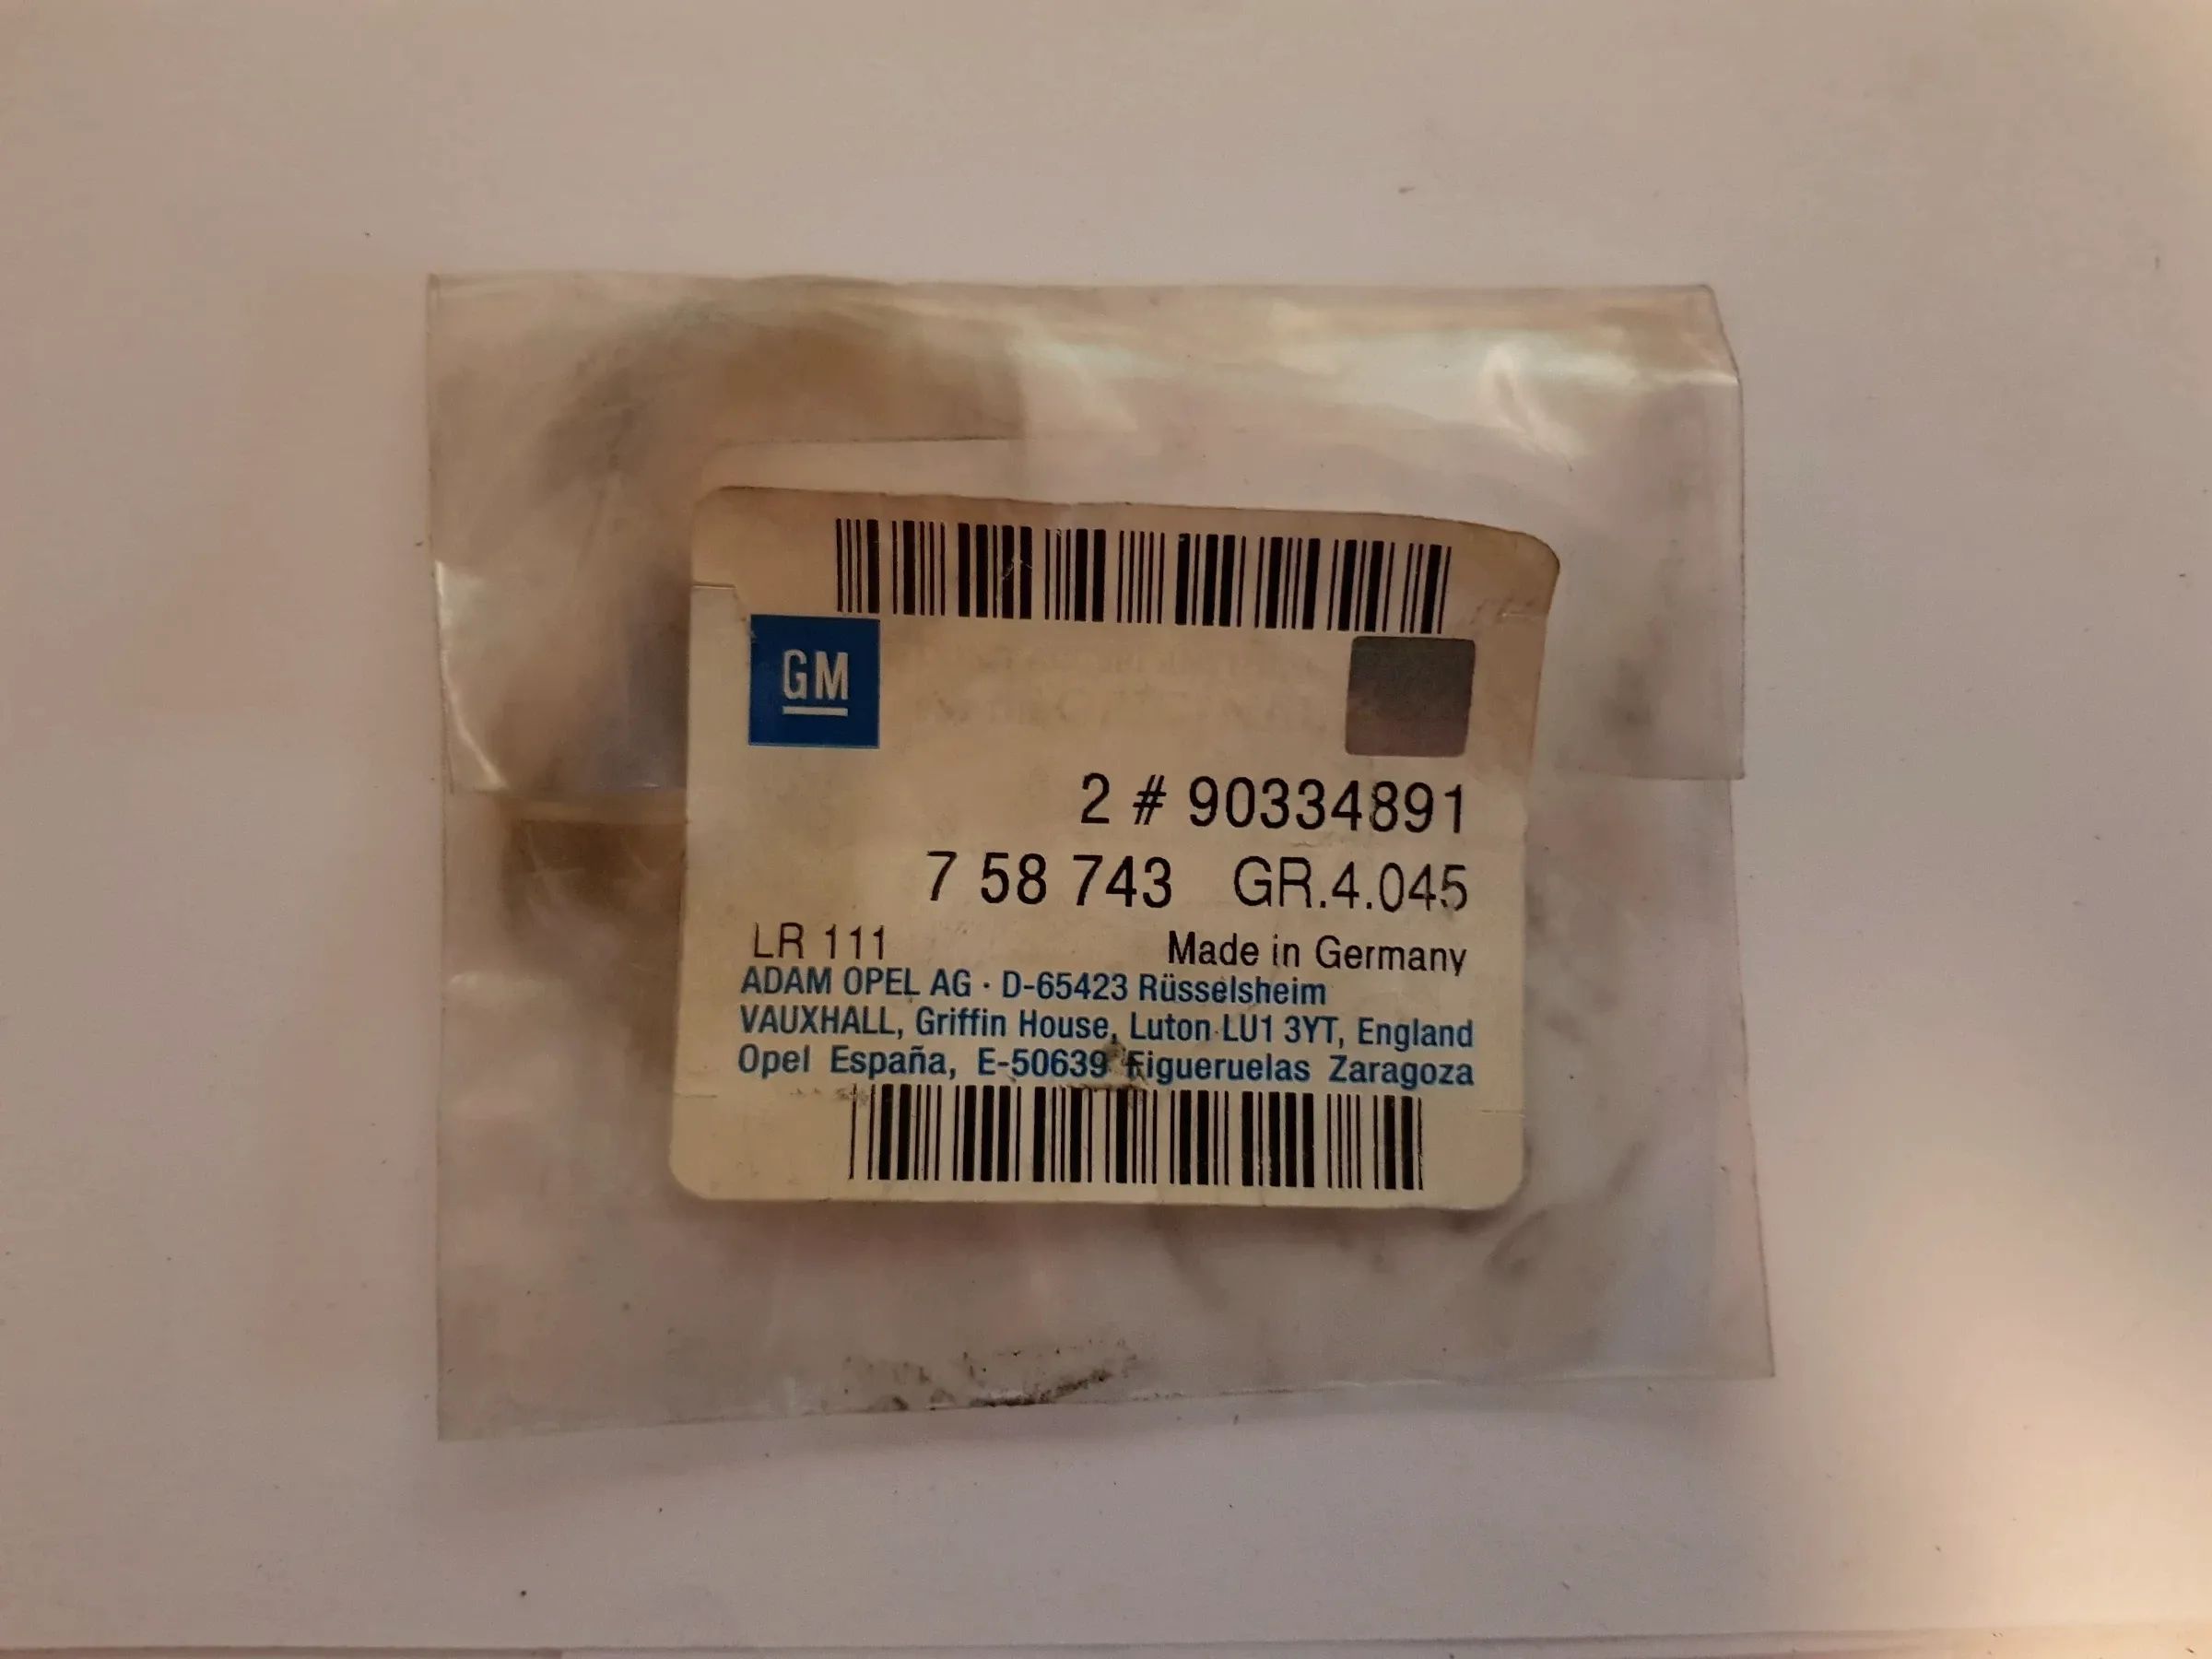 GM
2 # 90334891
7 58 743 GR.4.045
LR 111 Made in Germany
ADAM OPEL AG · D-65423 Rüsselsheim
VAUXHALL, Griffin House, Luton LU1 3YT, England
Opel España, E-50639 Figueruelas Zaragoza